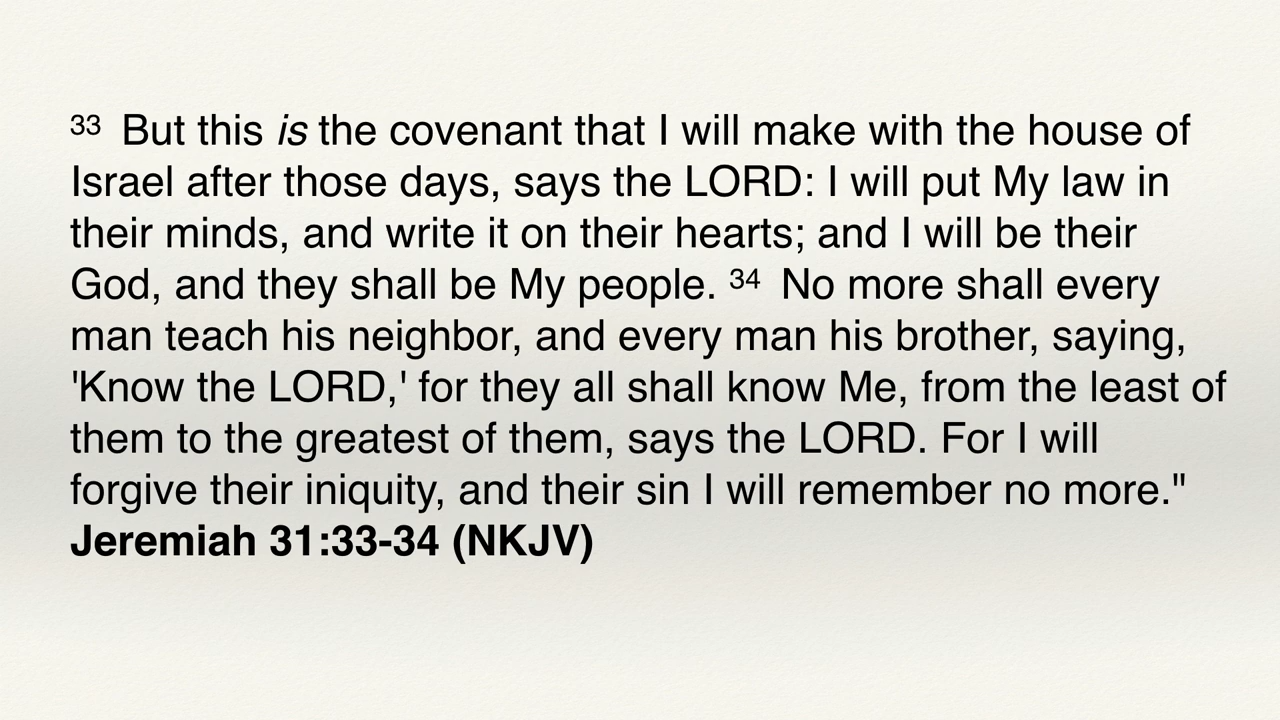 33 But this is the covenant that I will make with the house of
Israel after those days, says the LORD: I will put My law in
their minds, and write it on their hearts; and I will be their
God, and they shall be My people. 34 No more shall every
man teach his neighbor, and every man his brother, saying,
'Know the LORD,' for they all shall know Me, from the least of
them to the greatest of them, says the LORD. For I will
forgive their iniquity, and their sin I will remember no more."
Jeremiah 31:33-34 (NKJV)